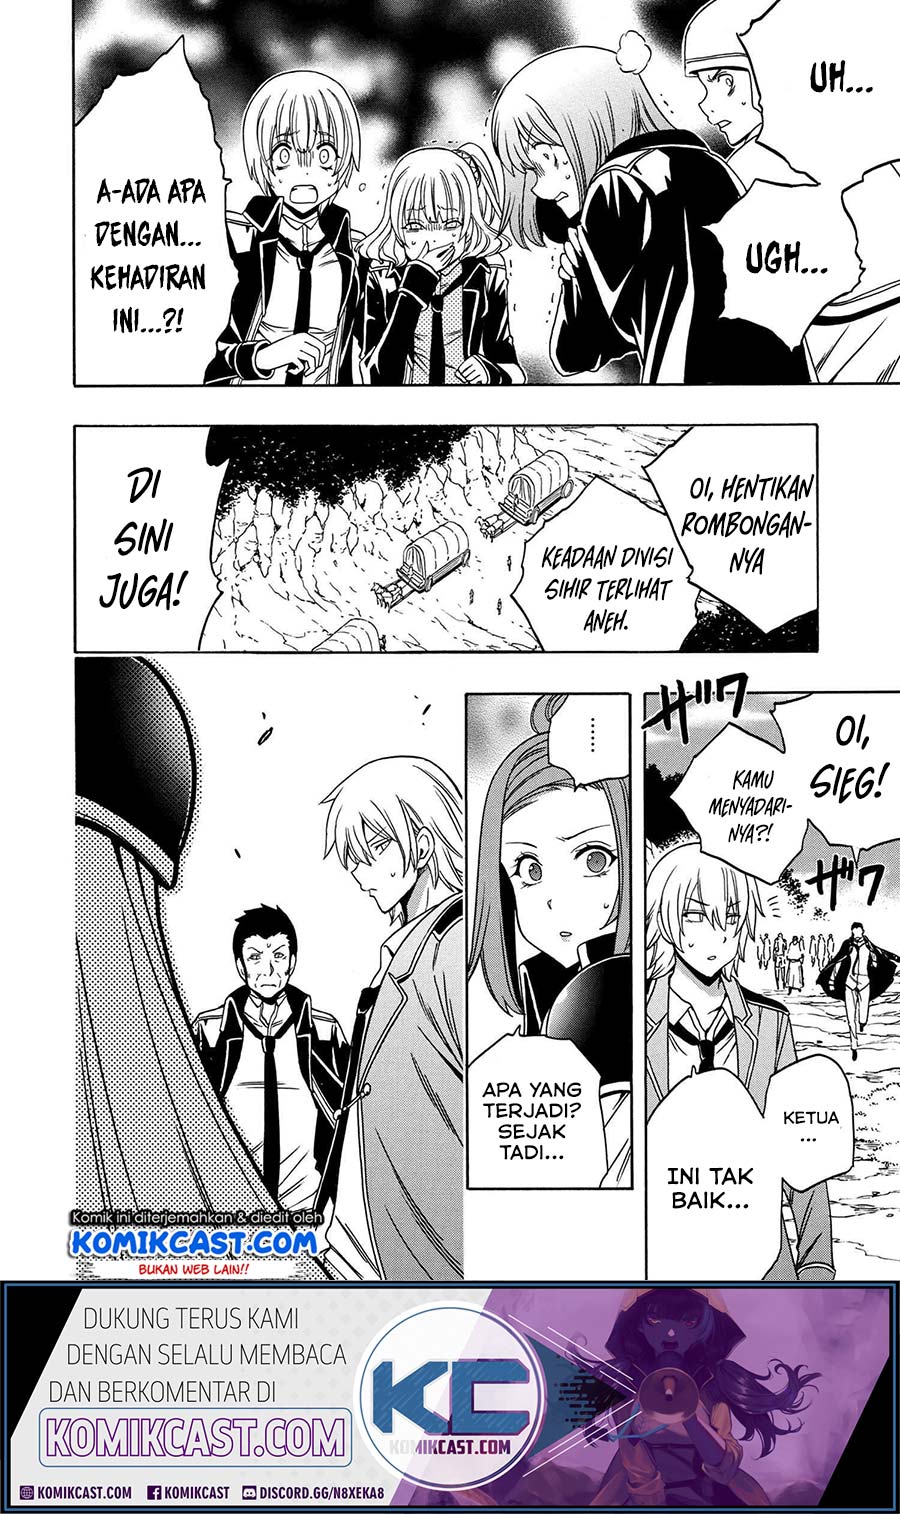 UH...
UGH...
A-ADA APA
DENGAN...
KEHADIRAN
INI...?!
OI, HENTIKAN
ROMBONGAN-
NYA
KEADAAN DIVISI
SIHIR TERLIHAT
ANEH.
DI
SINI
JUGA!
OI,
SIEG!
KAMU
MENYADARI-
NYA?!
ザッ
ザッ
KETUA
...
INI TAK
BAIK...
......
APA YANG
TERJADI?
SEJAK
TADI...
Komik ini diterjemahkan & diedit oleh
KOMIKCAST.COM
BUKAN WEB LAIN!!
DUKUNG TERUS KAMI
DENGAN SELALU MEMBACA
DAN BERKOMENTAR DI
KOMIKCAST.COM
KC
KOMIKCAST.COM
KOMIKCAST.COM
KOMIKCAST
DISCORD.GG/N8XEKA8